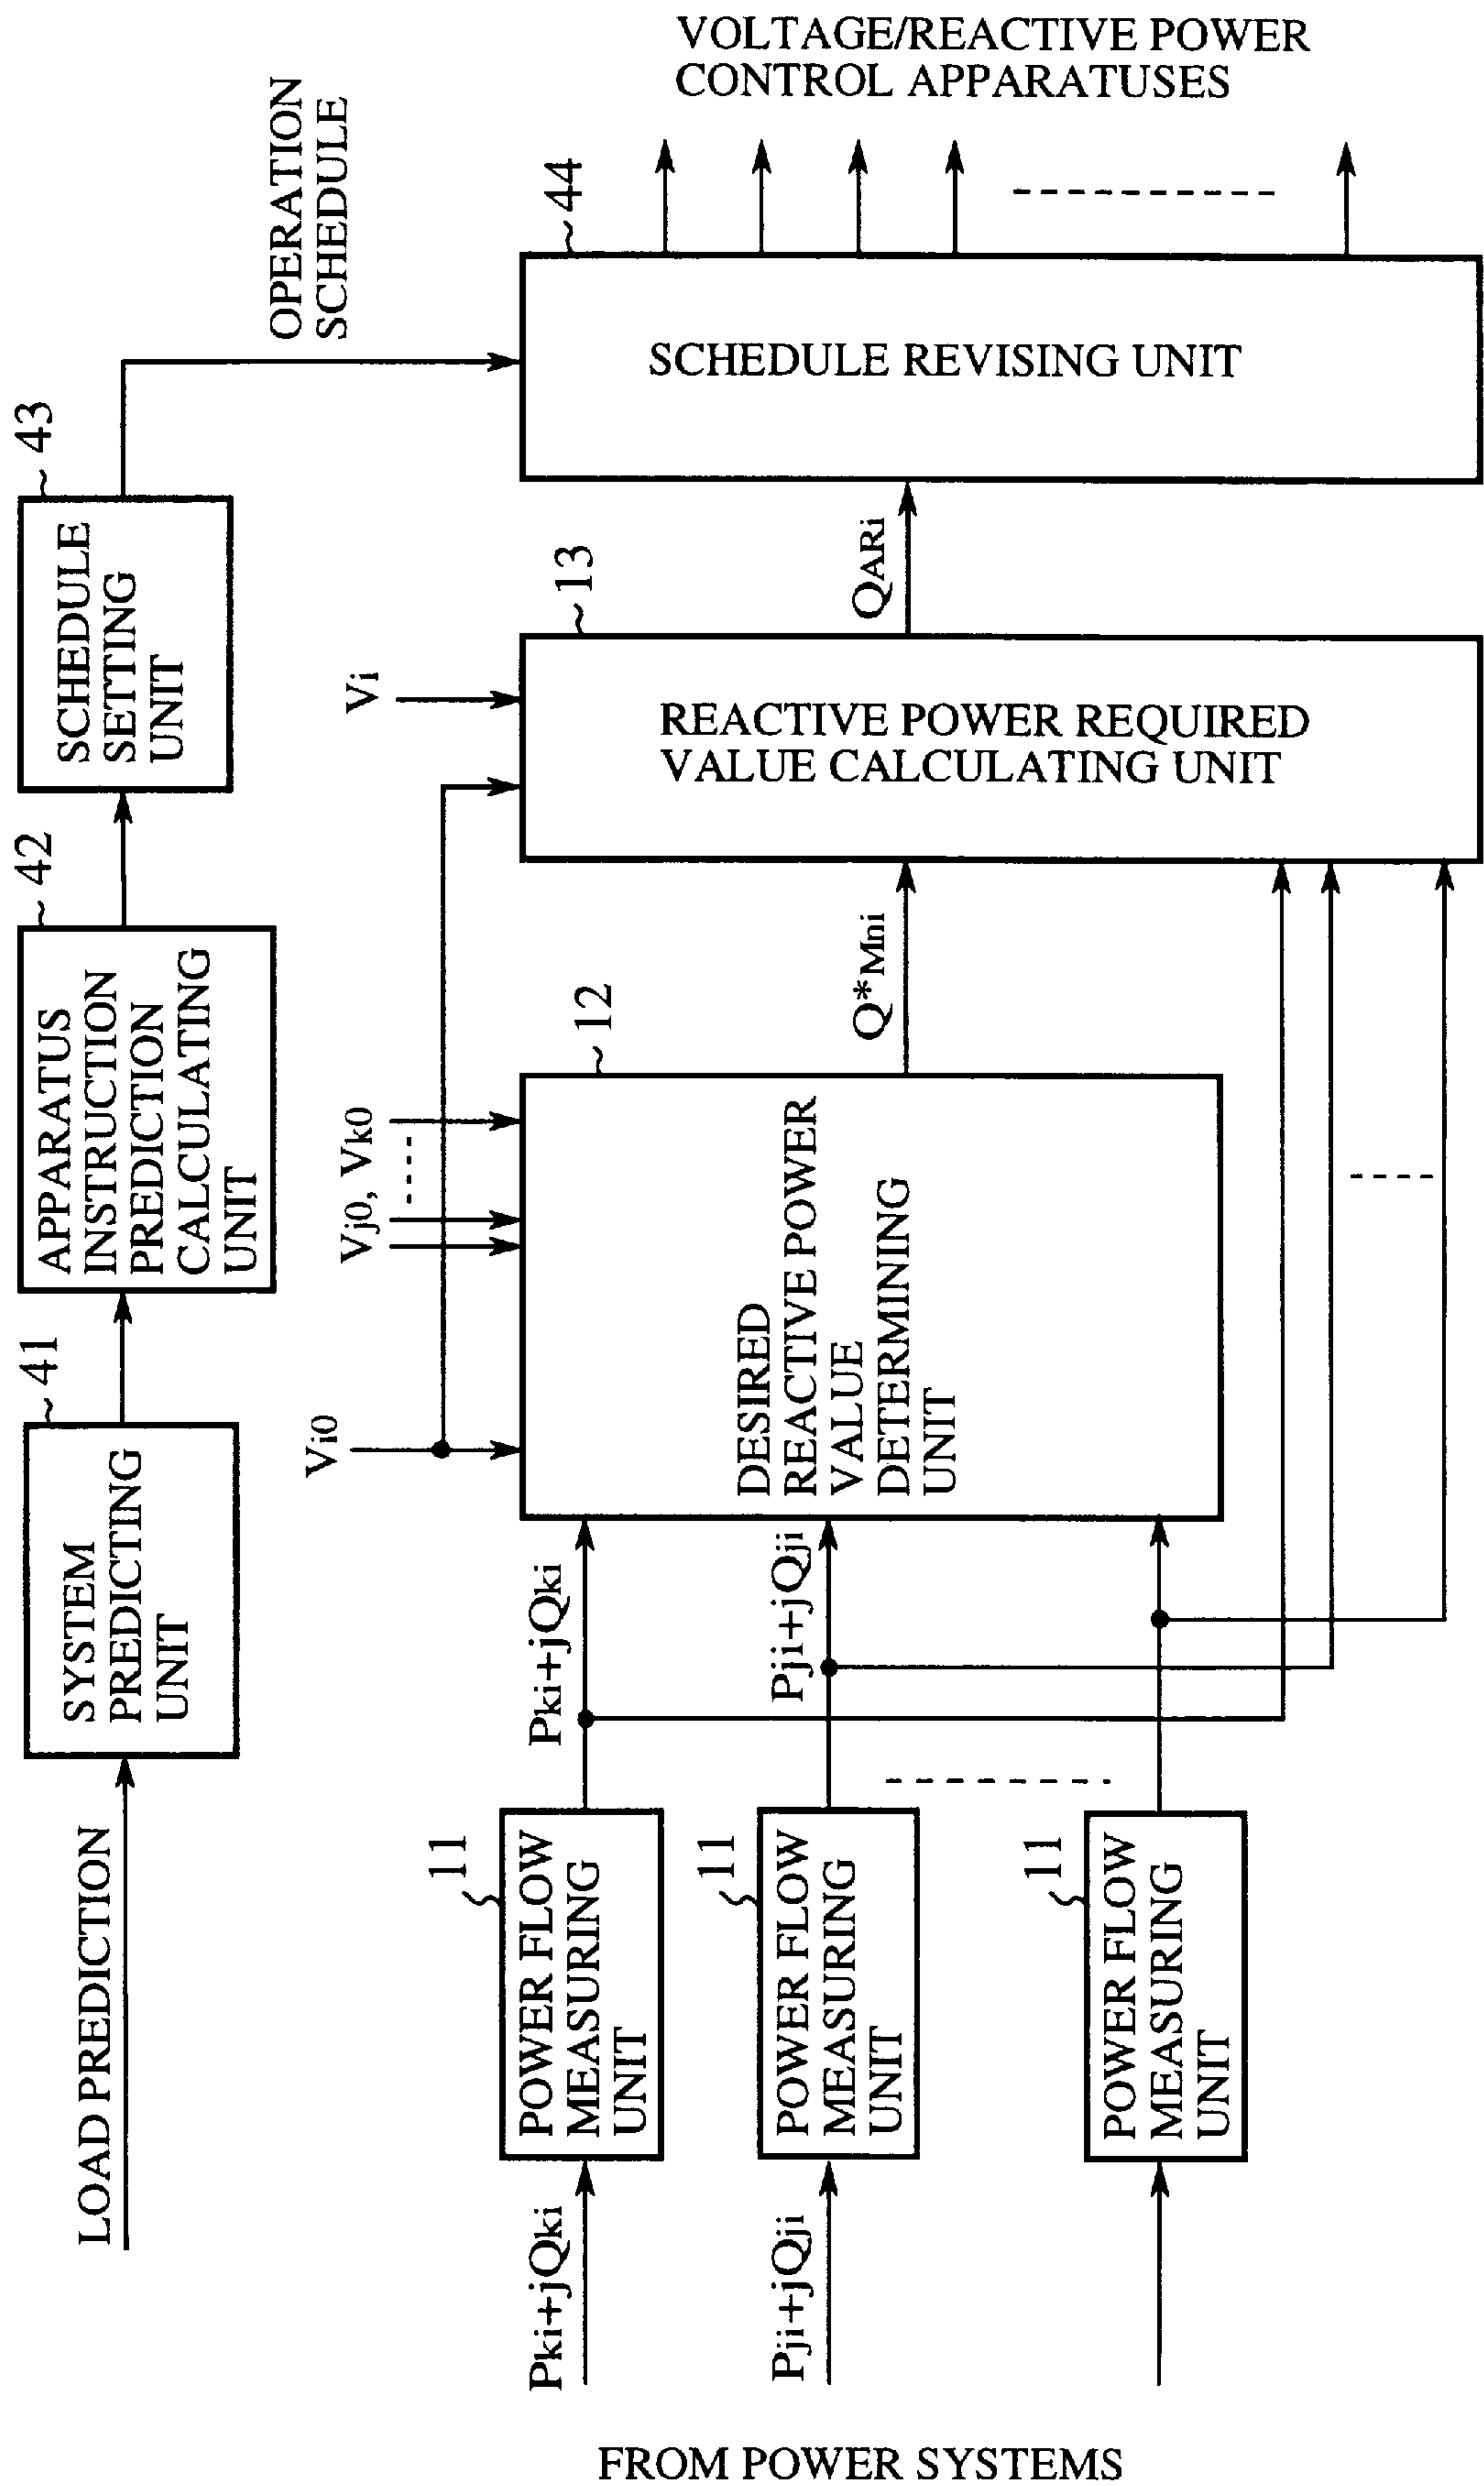 LOAD PREDICTION
41
SYSTEM
PREDICTING
UNIT
42
APPARATUS
INSTRUCTION
PREDICTION
CALCULATING
UNIT
43
SCHEDULE
SETTING
UNIT
OPERATION
SCHEDULE
FROM POWER SYSTEMS
Pki+jQki
11
POWER FLOW
MEASURING
UNIT
Pki+jQki
Pji+jQji
11
POWER FLOW
MEASURING
UNIT
Pji+jQji
11
POWER FLOW
MEASURING
UNIT
Vi0
Vj0, Vk0
12
DESIRED
REACTIVE POWER
VALUE
DETERMINING
UNIT
Q*Mni
Vi
13
REACTIVE POWER REQUIRED
VALUE CALCULATING UNIT
QARi
44
SCHEDULE REVISING UNIT
VOLTAGE/REACTIVE POWER
CONTROL APPARATUSES